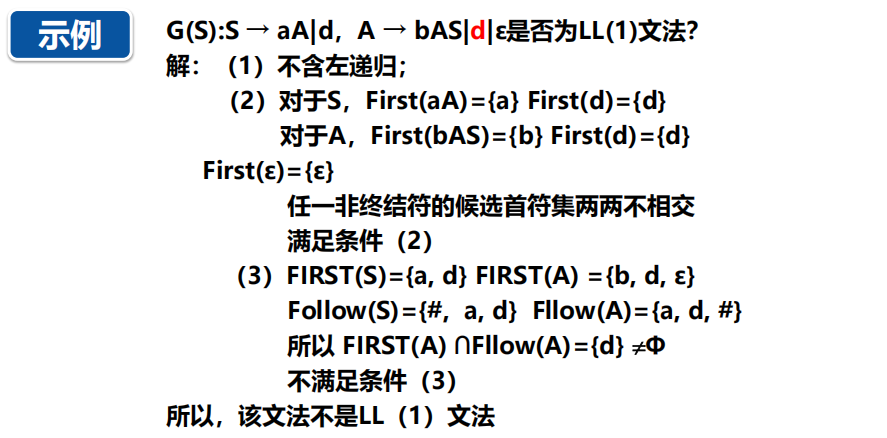 示例
G(S):S → aA|d，A → bAS|d|ε是否为LL(1)文法？
解：（1）不含左递归；
（2）对于S，First(aA)={a} First(d)={d}
对于A，First(bAS)={b} First(d)={d}
First(ε)={ε}
任一非终结符的候选首符集两两不相交
满足条件（2）
（3）FIRST(S)={a, d} FIRST(A) ={b, d, ε}
Follow(S)={#，a, d} Fllow(A)={a, d, #}
所以 FIRST(A) ∩Fllow(A)={d} ≠Φ
不满足条件（3）
所以，该文法不是LL（1）文法